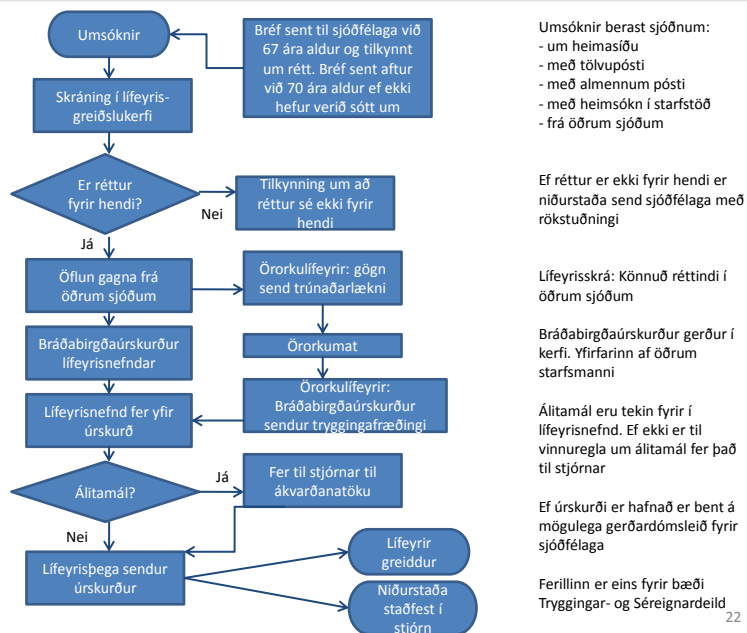 Umsóknir
Bréf sent til sjóðfélaga við
67 ára aldur og tilkynnt
um rétt. Bréf sent aftur
við 70 ára aldur ef ekki
hefur verið sótt um
Skráning í lífeyris-
greiðslukerfi
Er réttur
fyrir hendi?
Nei
Tilkynning um að
réttur sé ekki fyrir
hendi
Já
Öflun gagna frá
öðrum sjóðum
Örorkulífeyrir: gögn
send trúnaðarlækni
Bráðabirgðaúrskurður
lífeyrisnefndar
Örorkumat
Örorkulífeyrir:
Bráðabirgðaúrskurður
sendur tryggingafræðingi
Lífeyrisnefnd fer yfir
úrskurð
Álitamál?
Já
Fer til stjórnar til
ákvarðanatöku
Nei
Lífeyrisþega sendur
úrskurður
Lífeyrir
greiddur
Niðurstaða
staðfest í
stjórn
Umsóknir berast sjóðnum:
- um heimasíðu
- með tölvupósti
- með almennum pósti
- með heimsókn í starfstöð
- frá öðrum sjóðum
Ef réttur er ekki fyrir hendi er
niðurstaða send sjóðfélaga með
rökstuðningi
Lífeyrisskrá: Könnuð réttindi í
öðrum sjóðum
Bráðabirgðaúrskurður gerður í
kerfi. Yfirfarinn af öðrum
starfsmanni
Álitamál eru tekin fyrir í
lífeyrisnefnd. Ef ekki er til
vinnuregla um álitamál fer það
til stjórnar
Ef úrskurði er hafnað er bent á
mögulega gerðardómsleið fyrir
sjóðfélaga
Ferillinn er eins fyrir bæði
Tryggingar- og Séreignardeild
22